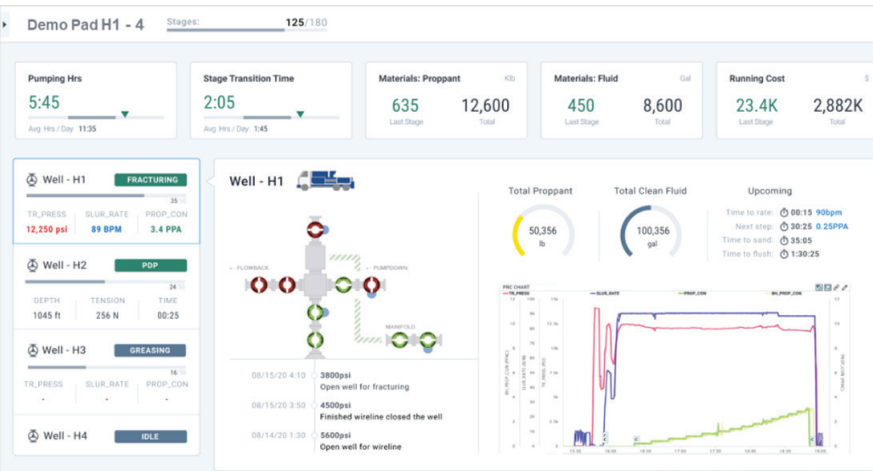 Demo Pad H1 - 4
Stages: 125/180
Pumping Hrs
5:45
Avg Hrs / Day 11:35
Stage Transition Time
2:05
Avg Hrs / Day 1:45
Materials: Proppant Klb
635 12,600
Last Stage Total
Materials: Fluid Gal
450 8,600
Last Stage Total
Running Cost $
23.4K 2,882K
Last Stage Total
Well - H1 FRACTURING
35
TR_PRESS SLUR_RATE PROP_CON
12,250 psi 89 BPM 3.4 PPA
Well - H2 PDP
24
DEPTH TENSION TIME
1045 ft 256 N 00:25
Well - H3 GREASING
16
TR_PRESS SLUR_RATE PROP_CON
- - -
Well - H4 IDLE
Well - H1
← FLOWBACK
← PUMPDOWN
MANIFOLD
08/15/20 4:10 3800psi
Open well for fracturing
08/15/20 3:50 4500psi
Finished wireline closed the well
08/14/20 1:30 5600psi
Open well for wireline
Total Proppant
50,356
lb
Total Clean Fluid
100,356
gal
Upcoming
Time to rate: 00:15 90bpm
Next step: 30:25 0.25PPA
Time to sand: 35:05
Time to flush: 1:30:25
PRC CHART
TR_PRESS SLUR_RATE PROP_CON BH_PROP_CON